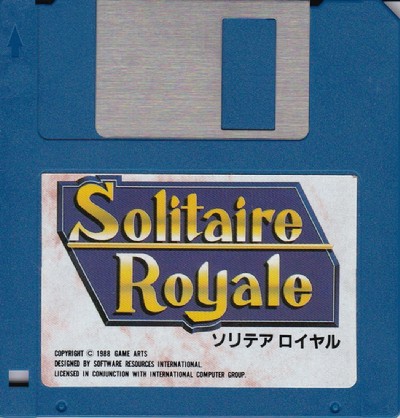 Solitaire
Royale
ソリテア ロイヤル
COPYRIGHT © 1988 GAME ARTS
DESIGNED BY SOFTWARE RESOURCES INTERNATIONAL.
LICENSED IN CONJUNCTION WITH INTERNATIONAL COMPUTER GROUP.